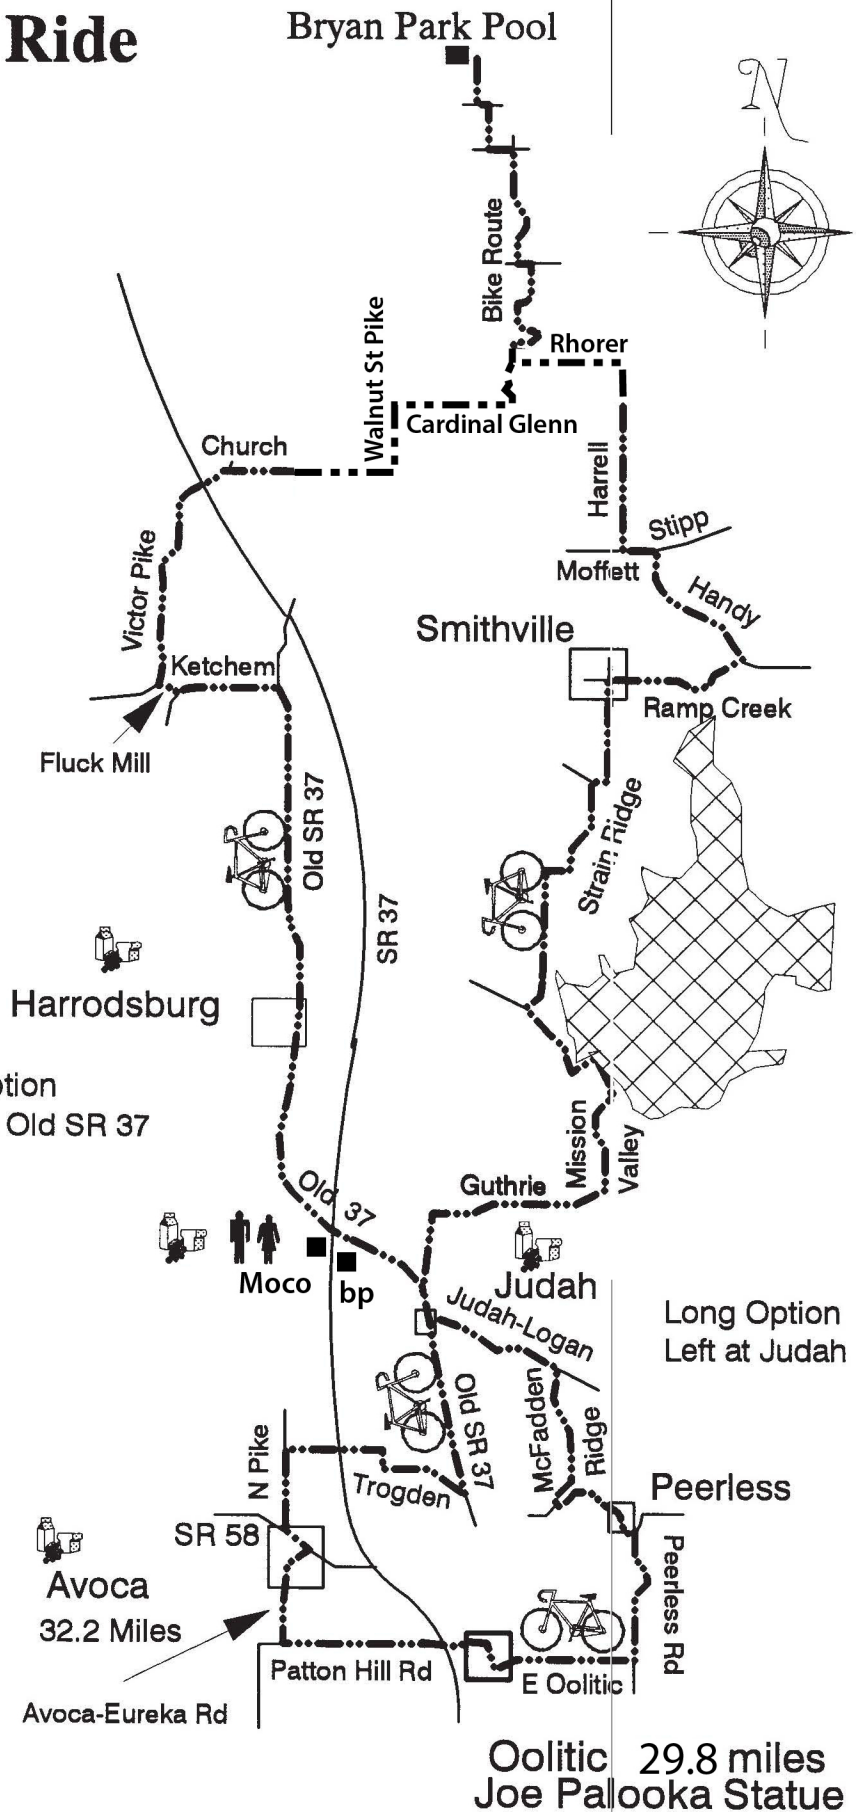 Ride
Bryan Park Pool
N
Bike Route
Walnut St Pike
Rhorer
Cardinal Glenn
Church
Harrell
Stipp
Moffett
Victor Pike
Handy
Smithville
Ketchem
Ramp Creek
Fluck Mill
Old SR 37
Strain Ridge
SR 37
Harrodsburg
tion
Old SR 37
Mission
Valley
Old 37
Guthrie
Moco
bp
Judah
Judah-Logan
Long Option
Left at Judah
McFadden
Ridge
Old SR 37
N Pike
Trogden
Peerless
SR 58
Avoca
32.2 Miles
Peerless Rd
Patton Hill Rd
E Oolitic
Avoca-Eureka Rd
Oolitic 29.8 miles
Joe Palooka Statue